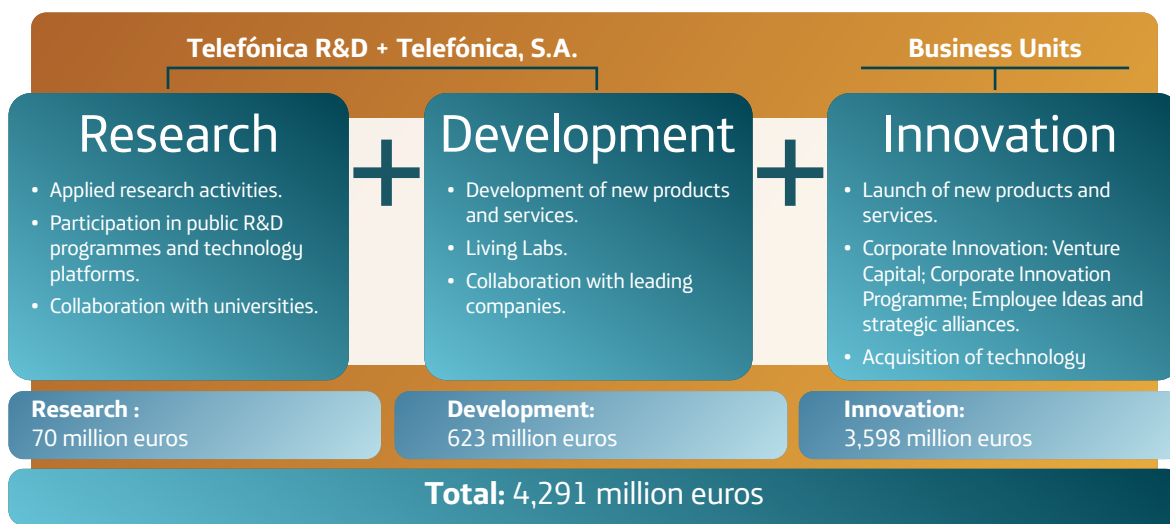 Telefónica R&D + Telefónica, S.A.
Business Units
Research
• Applied research activities.
• Participation in public R&D
programmes and technology
platforms.
• Collaboration with universities.
+
Development
• Development of new products
and services.
• Living Labs.
• Collaboration with leading
companies.
+
Innovation
• Launch of new products and
services.
• Corporate Innovation: Venture
Capital; Corporate Innovation
Programme; Employee Ideas and
strategic alliances.
• Acquisition of technology
Research :
70 million euros
Development:
623 million euros
Innovation:
3,598 million euros
Total: 4,291 million euros